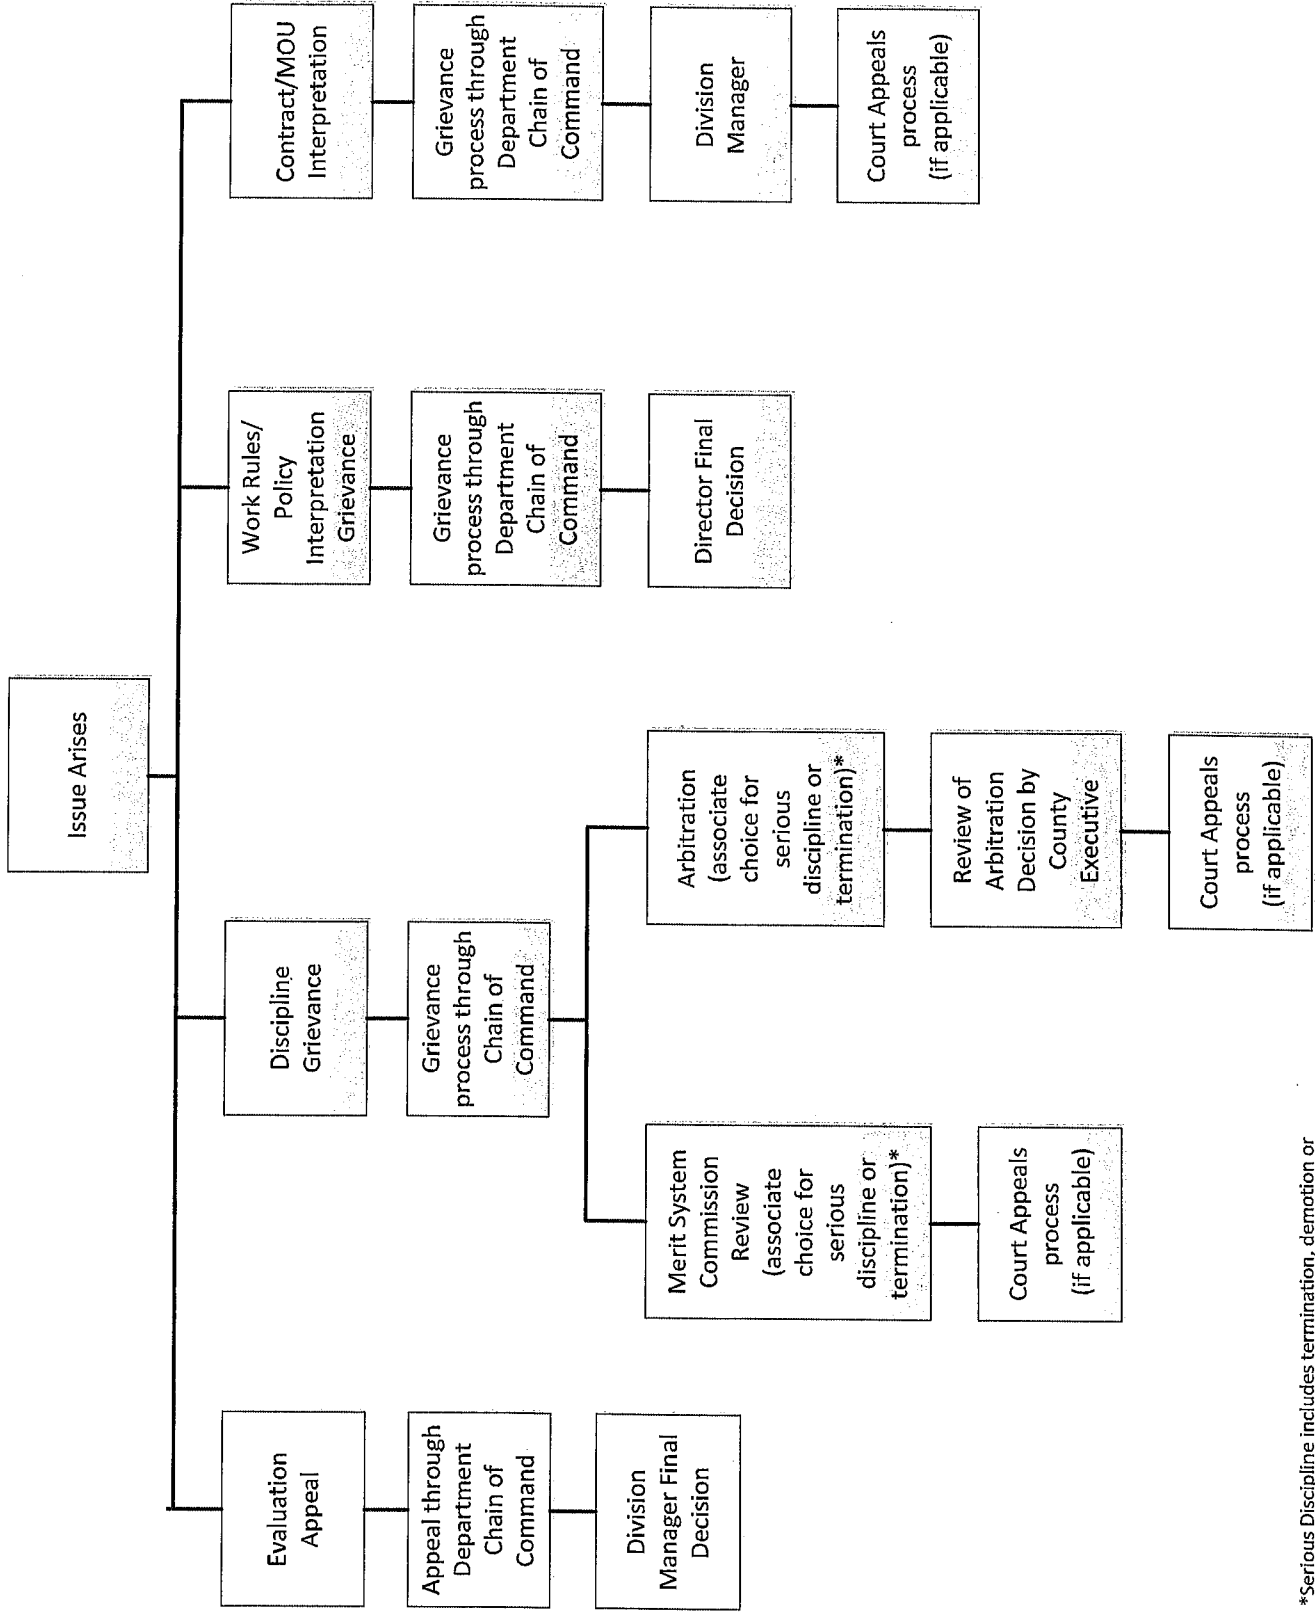 Issue Arises
Evaluation
Appeal
Appeal through
Department
Chain of
Command
Division
Manager Final
Decision
Discipline
Grievance
Grievance
process through
Chain of
Command
Merit System
Commission
Review
(associate
choice for
serious
discipline or
termination)*
Court Appeals
process
(if applicable)
Arbitration
(associate
choice for
serious
discipline or
termination)*
Review of
Arbitration
Decision by
County
Executive
Court Appeals
process
(if applicable)
Work Rules/
Policy
Interpretation
Grievance
Grievance
process through
Department
Chain of
Command
Director Final
Decision
Contract/MOU
Interpretation
Grievance
process through
Department
Chain of
Command
Division
Manager
Court Appeals
process
(if applicable)
*Serious Discipline includes termination, demotion or